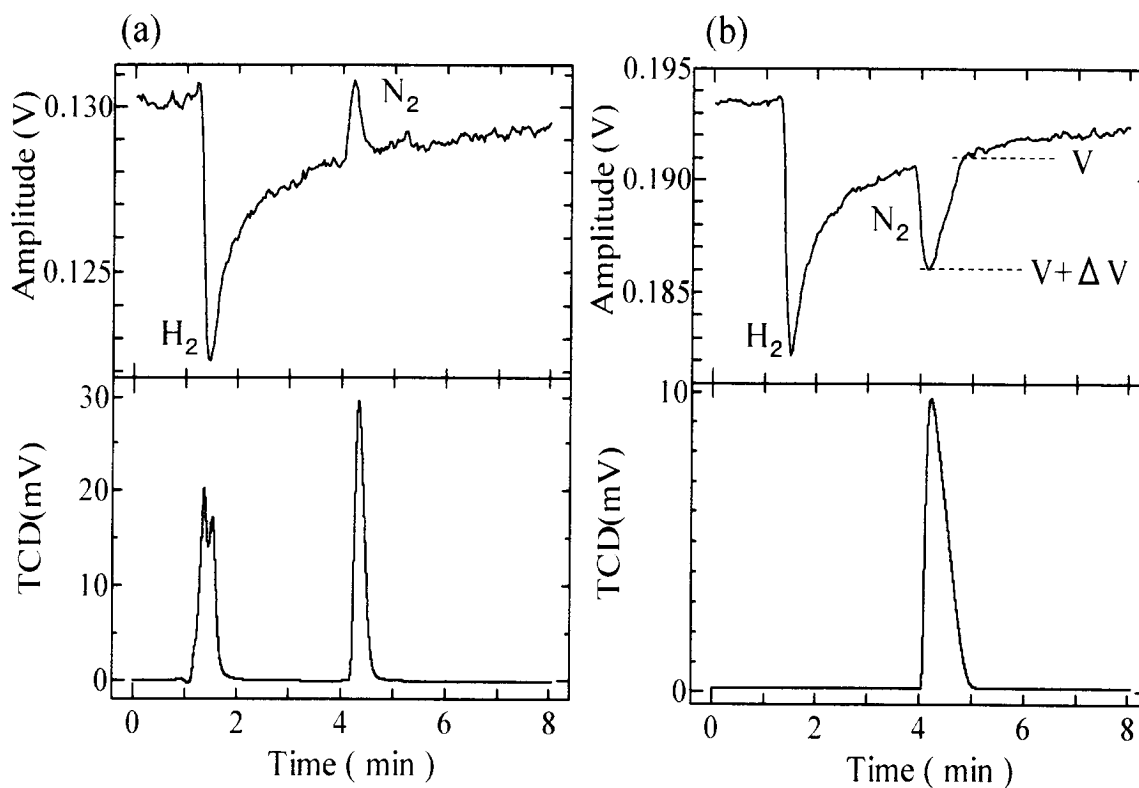 (a)
Amplitude (V)
0.130
0.125
N₂
H₂
TCD(mV)
30
20
10
0
0 2 4 6 8
Time ( min )
(b)
Amplitude (V)
0.195
0.190
0.185
N₂
V
V + Δ V
H₂
TCD(mV)
10
0
0 2 4 6 8
Time ( min )